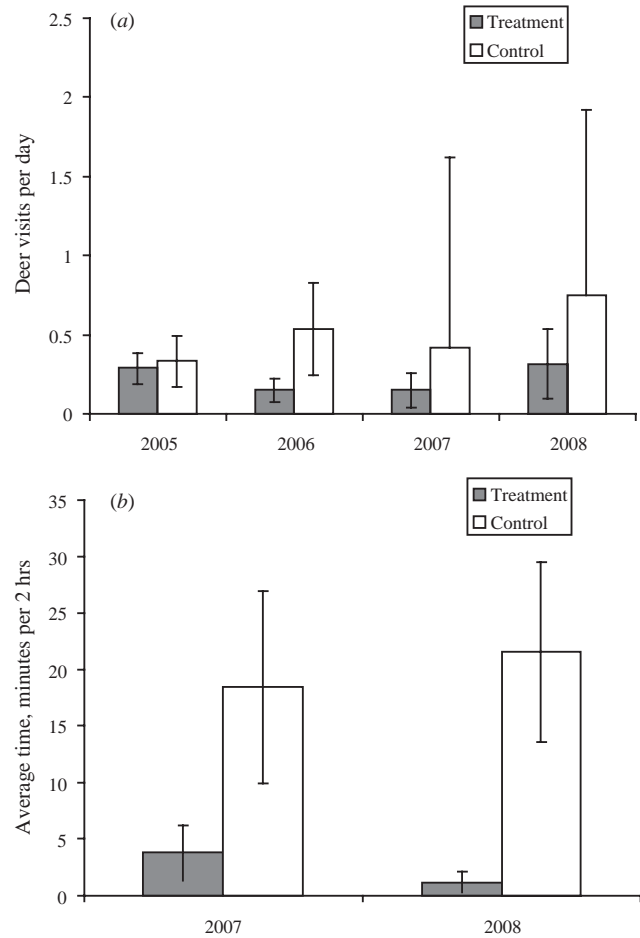 (a)
Treatment
Control
Deer visits per day
2.5
2
1.5
1
0.5
0
2005 2006 2007 2008
(b)
Treatment
Control
Average time, minutes per 2 hrs
35
30
25
20
15
10
5
0
2007 2008